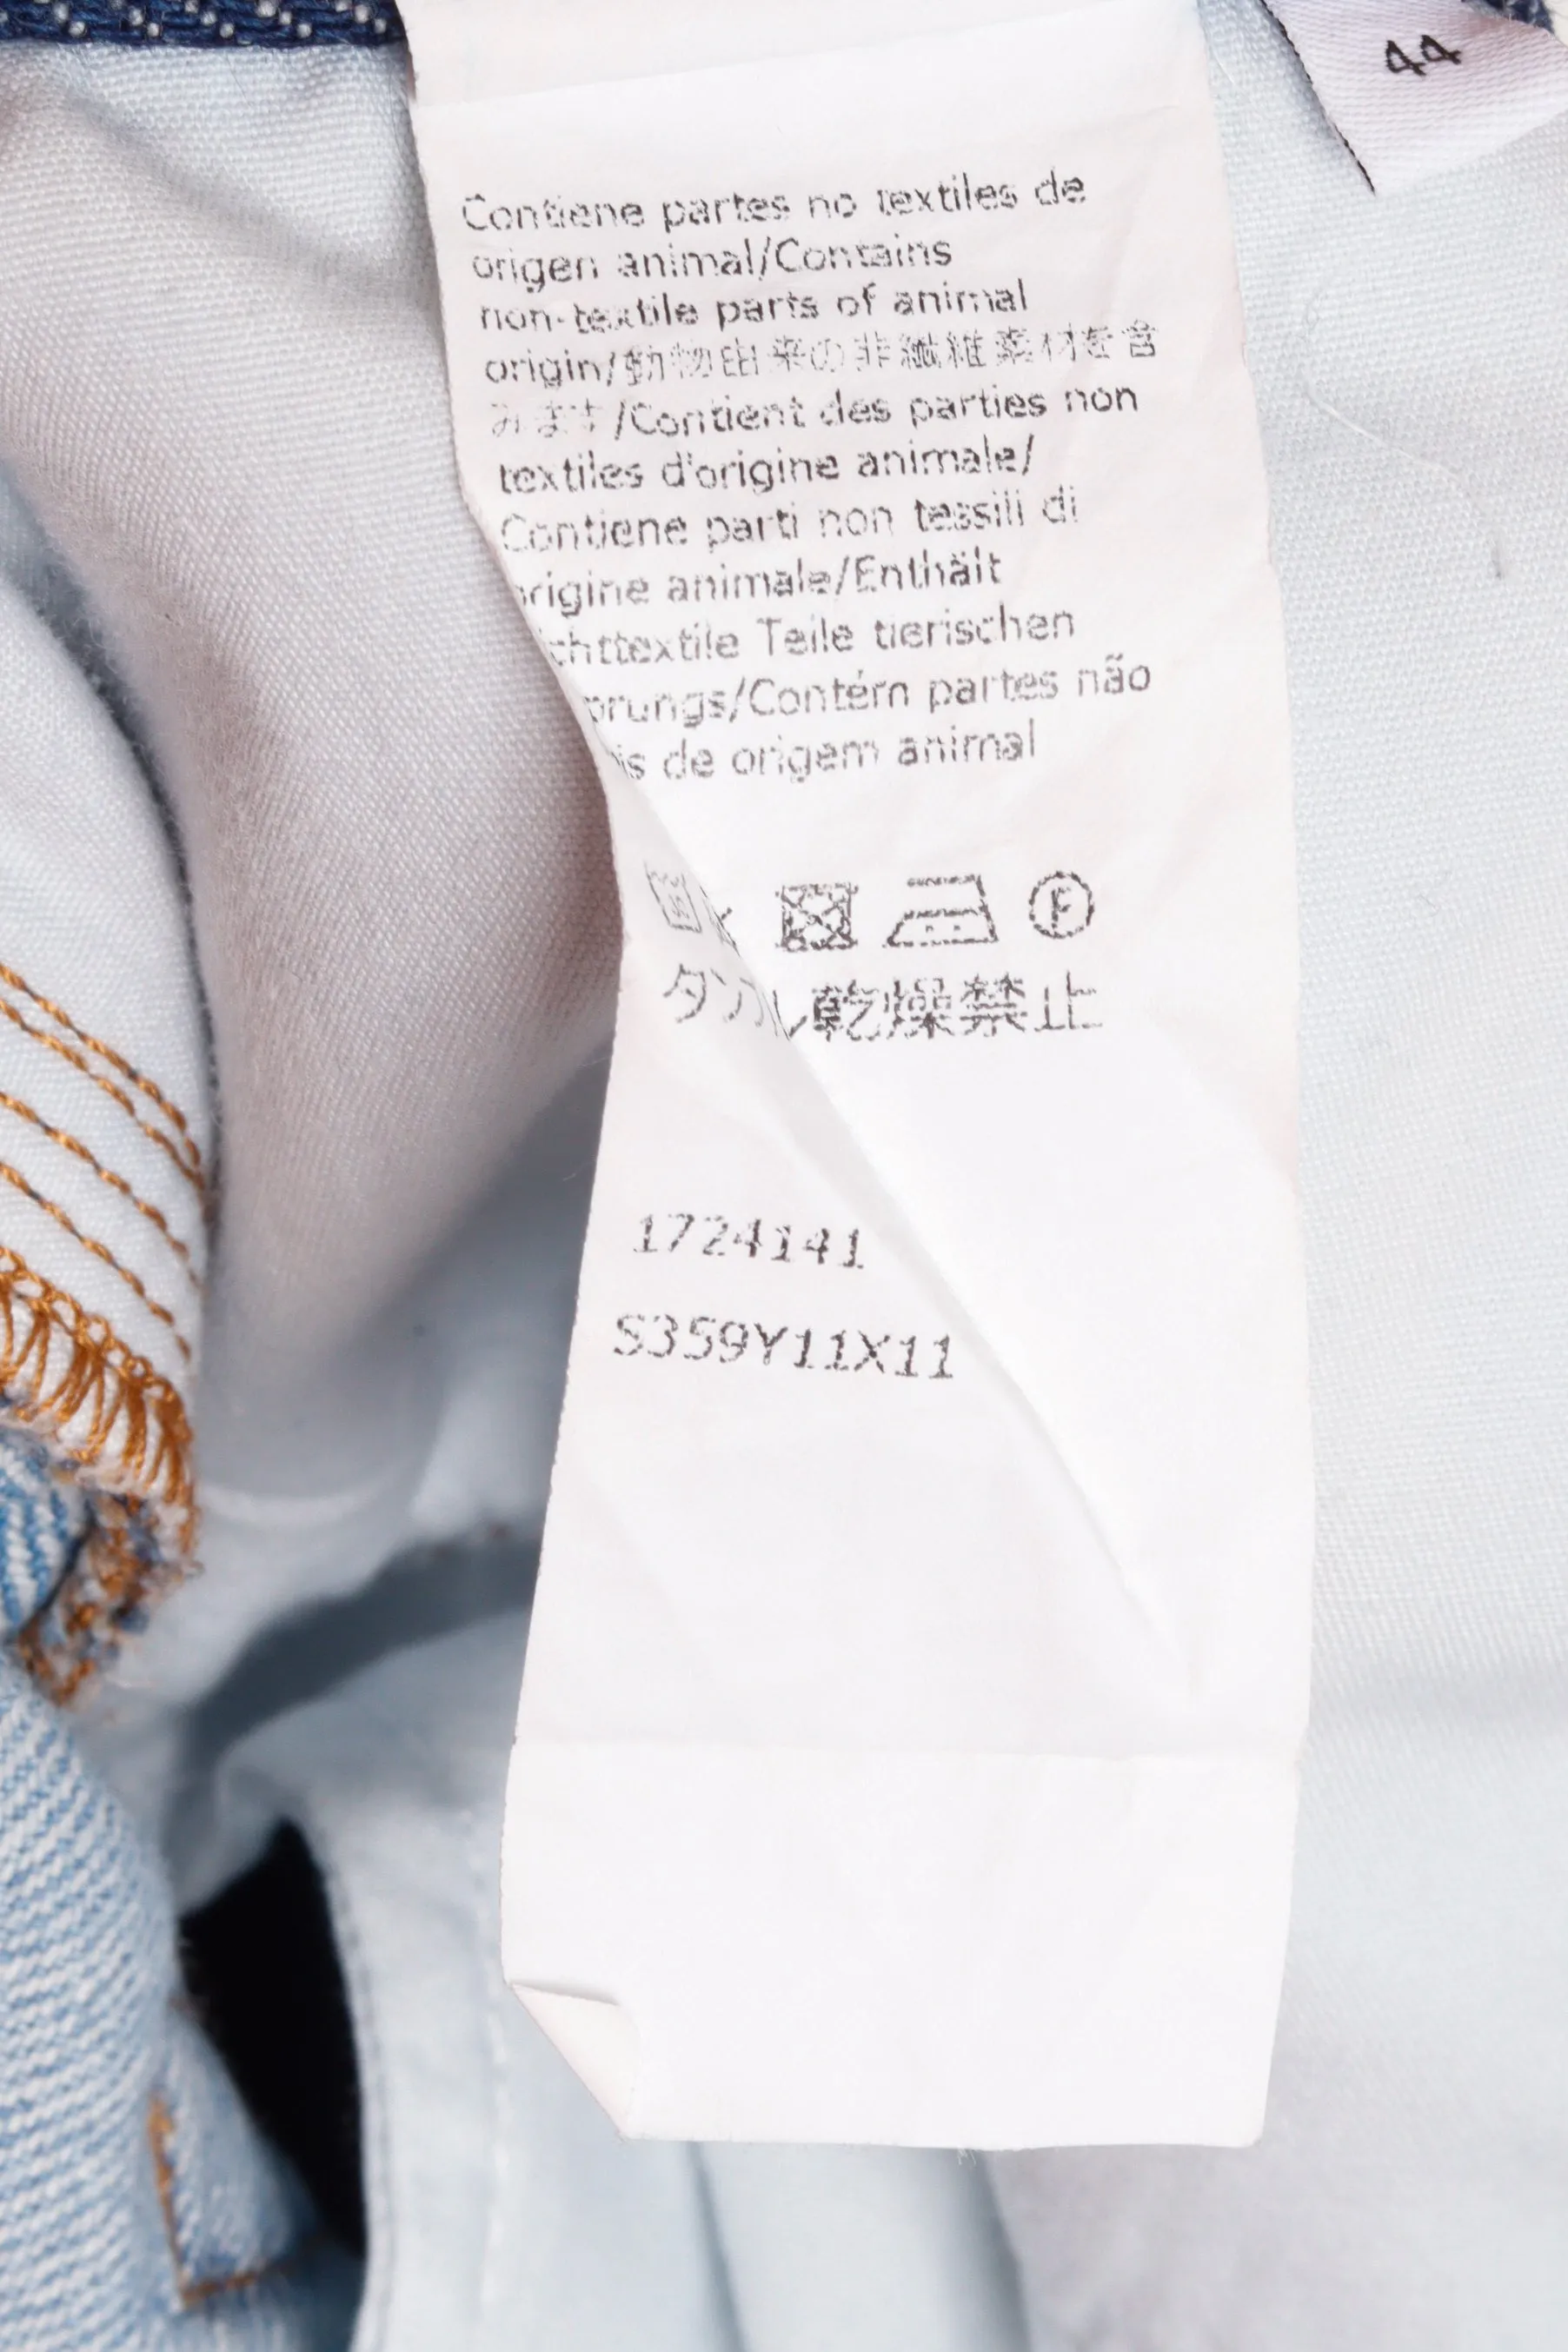 44
Contiene partes no textiles de
origen animal/Contains
non-textile parts of animal
origin/動物由来の非繊維素材を含
みます/Contient des parties non
textiles d'origine animale/
Contiene parti non tessili di
origine animale/Enthält
chttextile Teile tierischen
prungs/Contém partes não
is de origem animal
F
タンブル乾燥禁止
1724141
S359Y11X11